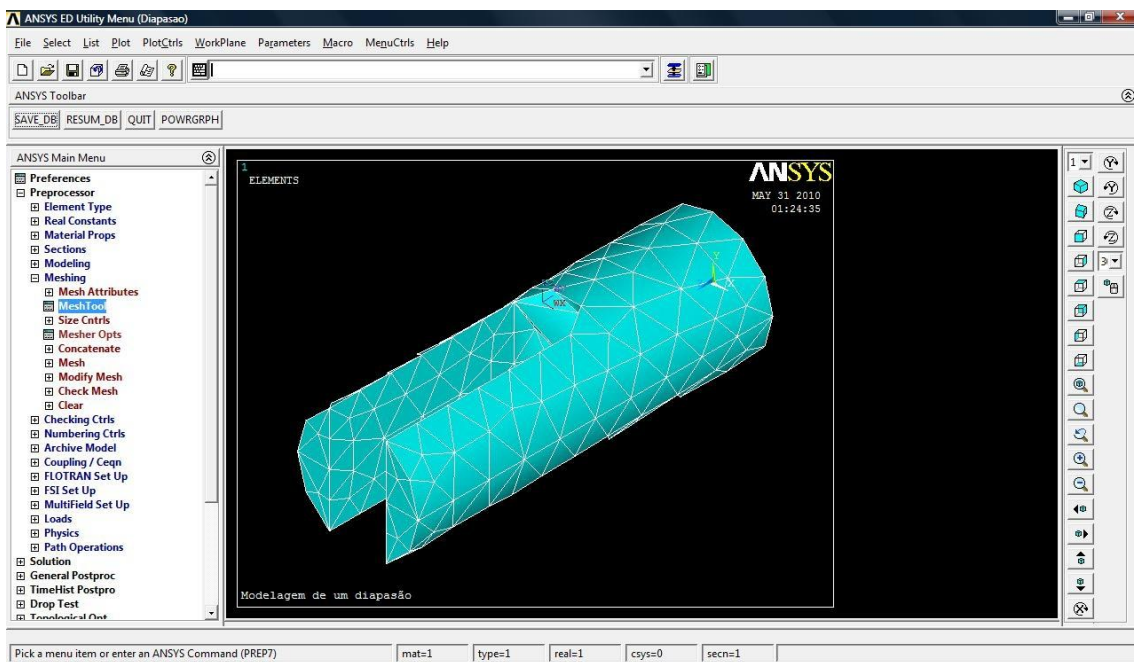 ANSYS ED Utility Menu (Diapasao)
File Select List Plot PlotCtrls WorkPlane Parameters Macro MenuCtrls Help
ANSYS Toolbar
SAVE_DB RESUM_DB QUIT POWRGRPH
ANSYS Main Menu
Preferences
Preprocessor
Element Type
Real Constants
Material Props
Sections
Modeling
Meshing
Mesh Attributes
MeshTool
Size Cntrls
Mesher Opts
Concatenate
Mesh
Modify Mesh
Check Mesh
Clear
Checking Ctrls
Numbering Ctrls
Archive Model
Coupling / Ceqn
FLOTRAN Set Up
FSI Set Up
MultiField Set Up
Loads
Physics
Path Operations
Solution
General Postproc
TimeHist Postpro
Drop Test
Topological Opt
1
ELEMENTS
ANSYS
MAY 31 2010
01:24:35
Y
X
WX
Modelagem de um diapasão
1
Pick a menu item or enter an ANSYS Command (PREP7) mat=1 type=1 real=1 csys=0 secn=1